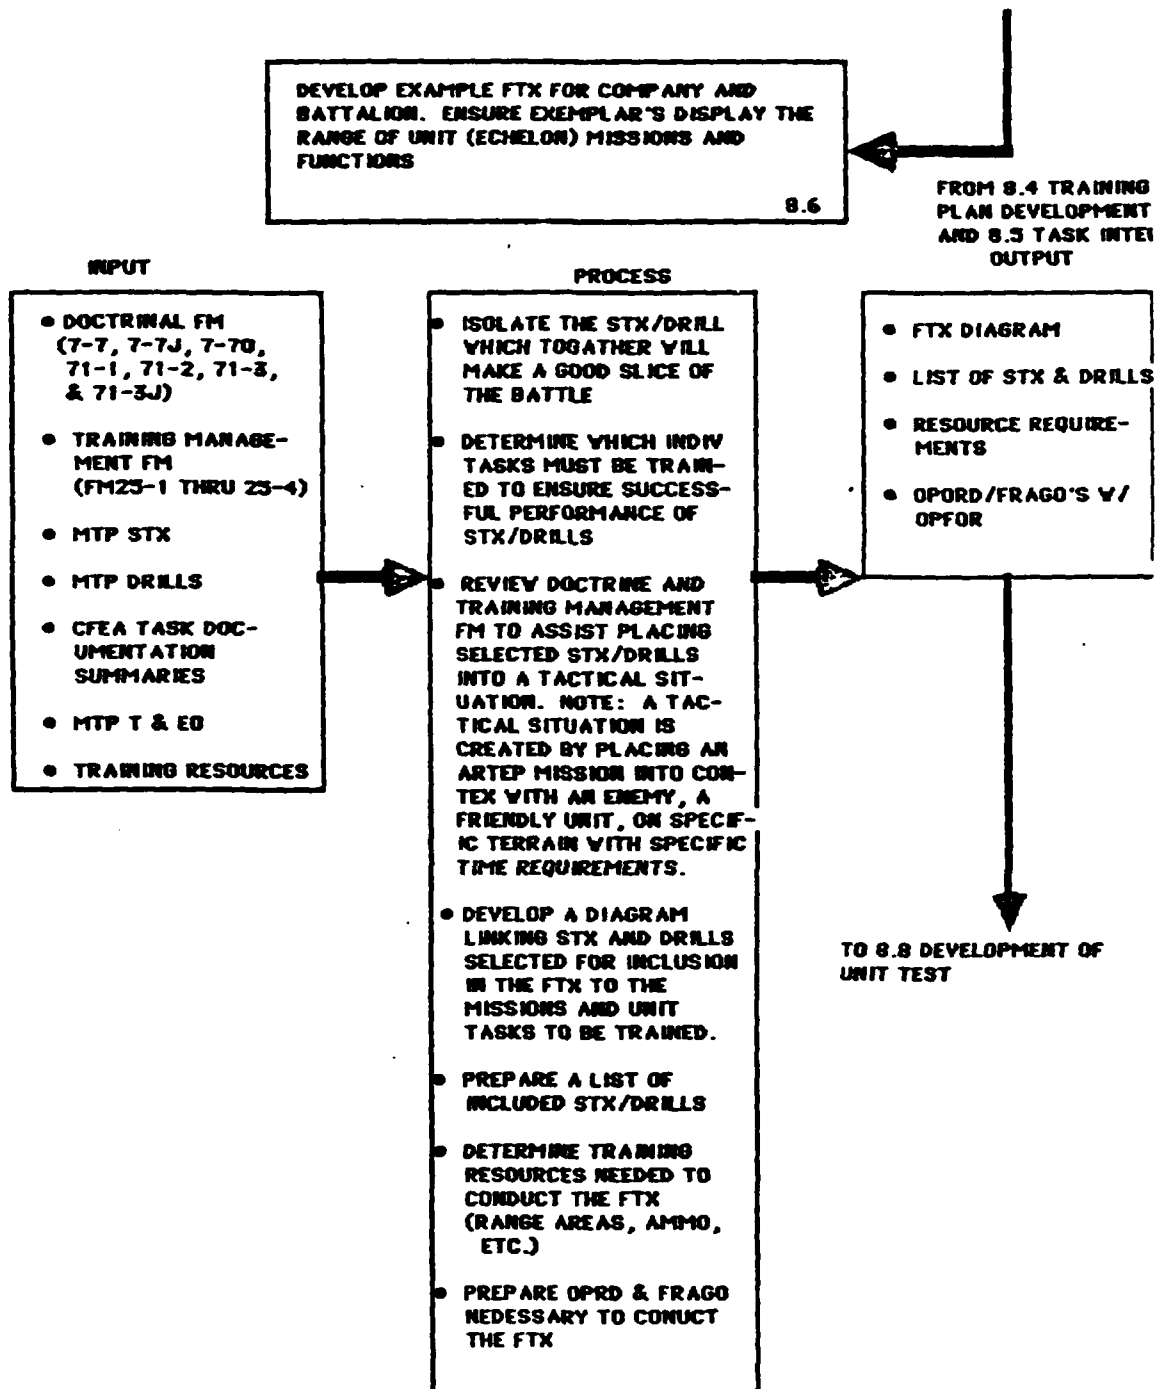 DEVELOP EXAMPLE FTX FOR COMPANY AND
BATTALION. ENSURE EXEMPLAR'S DISPLAY THE
RANGE OF UNIT (ECHELON) MISSIONS AND
FUNCTIONS
8.6
FROM 8.4 TRAINING
PLAN DEVELOPMENT
AND 8.5 TASK INTE
OUTPUT
INPUT
● DOCTRINAL FM
(7-7, 7-7J, 7-70,
71-1, 71-2, 71-3,
& 71-3J)
● TRAINING MANAGE-
MENT FM
(FM25-1 THRU 25-4)
● MTP STX
● MTP DRILLS
● CFEA TASK DOC-
UMENTATION
SUMMARIES
● MTP T & EO
● TRAINING RESOURCES
PROCESS
● ISOLATE THE STX/DRILL
WHICH TOGATHER WILL
MAKE A GOOD SLICE OF
THE BATTLE
● DETERMINE WHICH INDIV
TASKS MUST BE TRAIN-
ED TO ENSURE SUCCESS-
FUL PERFORMANCE OF
STX/DRILLS
● REVIEW DOCTRINE AND
TRAINING MANAGEMENT
FM TO ASSIST PLACING
SELECTED STX/DRILLS
INTO A TACTICAL SIT-
UATION. NOTE: A TAC-
TICAL SITUATION IS
CREATED BY PLACING AN
ARTEP MISSION INTO CON-
TEX WITH AN ENEMY, A
FRIENDLY UNIT, ON SPECIF-
IC TERRAIN WITH SPECIFIC
TIME REQUIREMENTS.
● DEVELOP A DIAGRAM
LINKING STX AND DRILLS
SELECTED FOR INCLUSION
IN THE FTX TO THE
MISSIONS AND UNIT
TASKS TO BE TRAINED.
● PREPARE A LIST OF
INCLUDED STX/DRILLS
● DETERMINE TRAINING
RESOURCES NEEDED TO
CONDUCT THE FTX
(RANGE AREAS, AMMO,
ETC.)
● PREPARE OPRD & FRAGO
NEDESSARY TO CONUCT
THE FTX
● FTX DIAGRAM
● LIST OF STX & DRILLS
● RESOURCE REQUIRE-
MENTS
● OPORD/FRAGO'S W/
OPFOR
TO 8.8 DEVELOPMENT OF
UNIT TEST